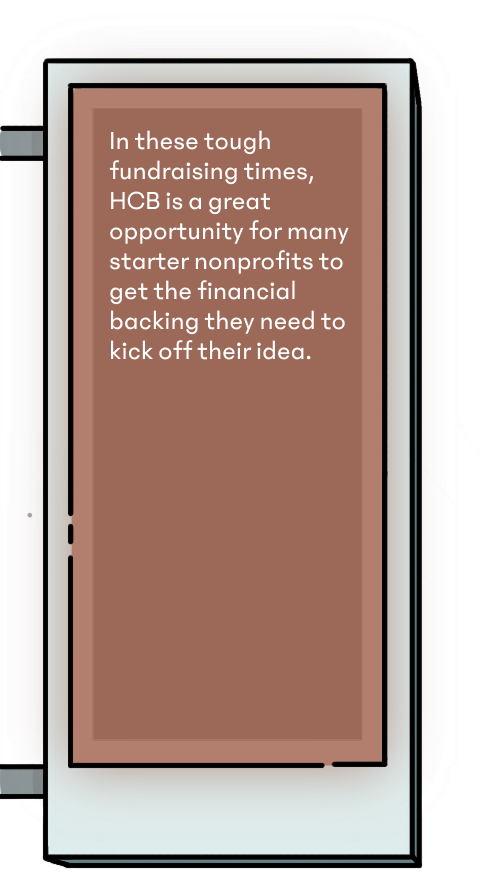 In these tough
fundraising times,
HCB is a great
opportunity for many
starter nonprofits to
get the financial
backing they need to
kick off their idea.